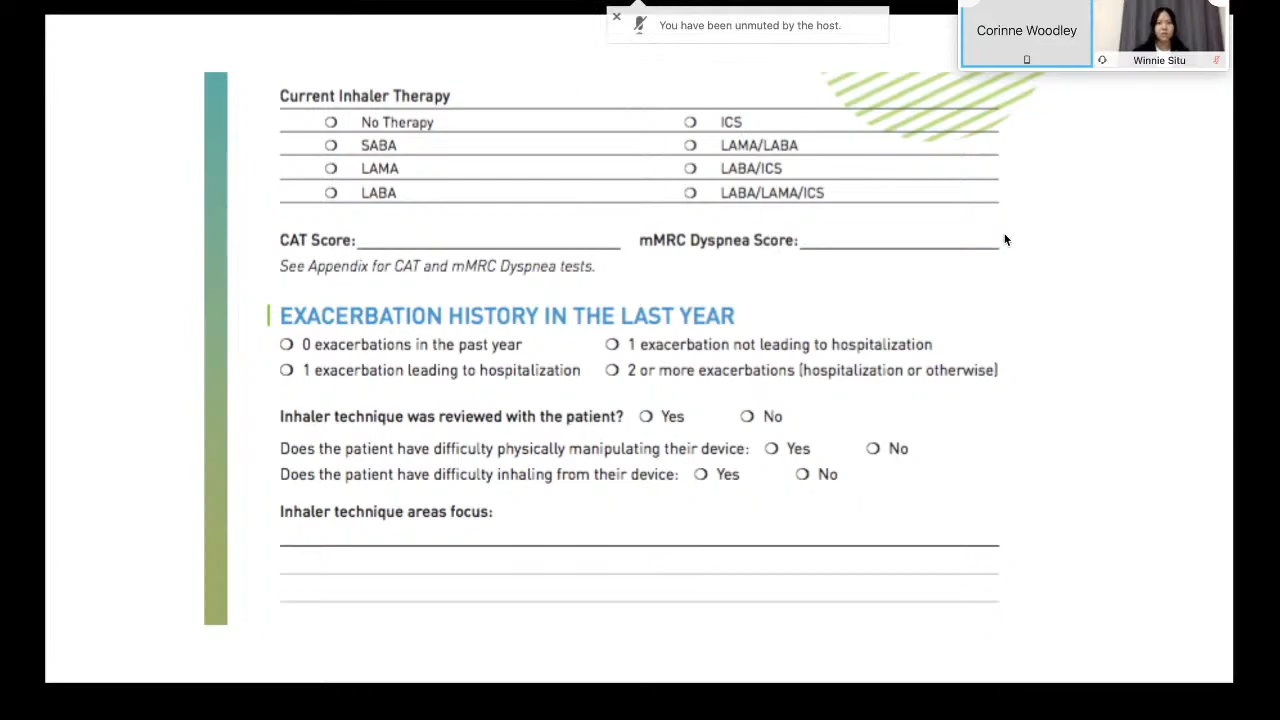 You have been unmuted by the host.
Corinne Woodley
Winnie Situ
Current Inhaler Therapy
No Therapy ICS
SABA LAMA/LABA
LAMA LABA/ICS
LABA LABA/LAMA/ICS
CAT Score: mMRC Dyspnea Score:
See Appendix for CAT and mMRC Dyspnea tests.
EXACERBATION HISTORY IN THE LAST YEAR
0 exacerbations in the past year 1 exacerbation not leading to hospitalization
1 exacerbation leading to hospitalization 2 or more exacerbations (hospitalization or otherwise)
Inhaler technique was reviewed with the patient? Yes No
Does the patient have difficulty physically manipulating their device: Yes No
Does the patient have difficulty inhaling from their device: Yes No
Inhaler technique areas focus: